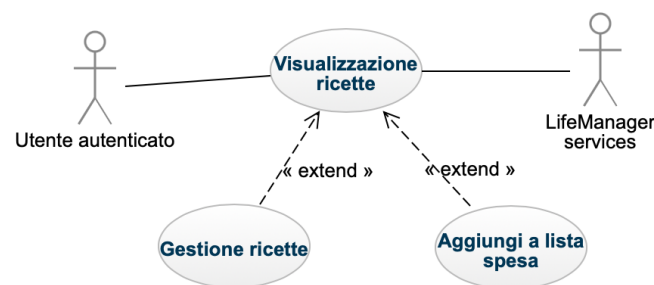 Visualizzazione
ricette
Utente autenticato
LifeManager
services
« extend »
« extend »
Gestione ricette
Aggiungi a lista
spesa